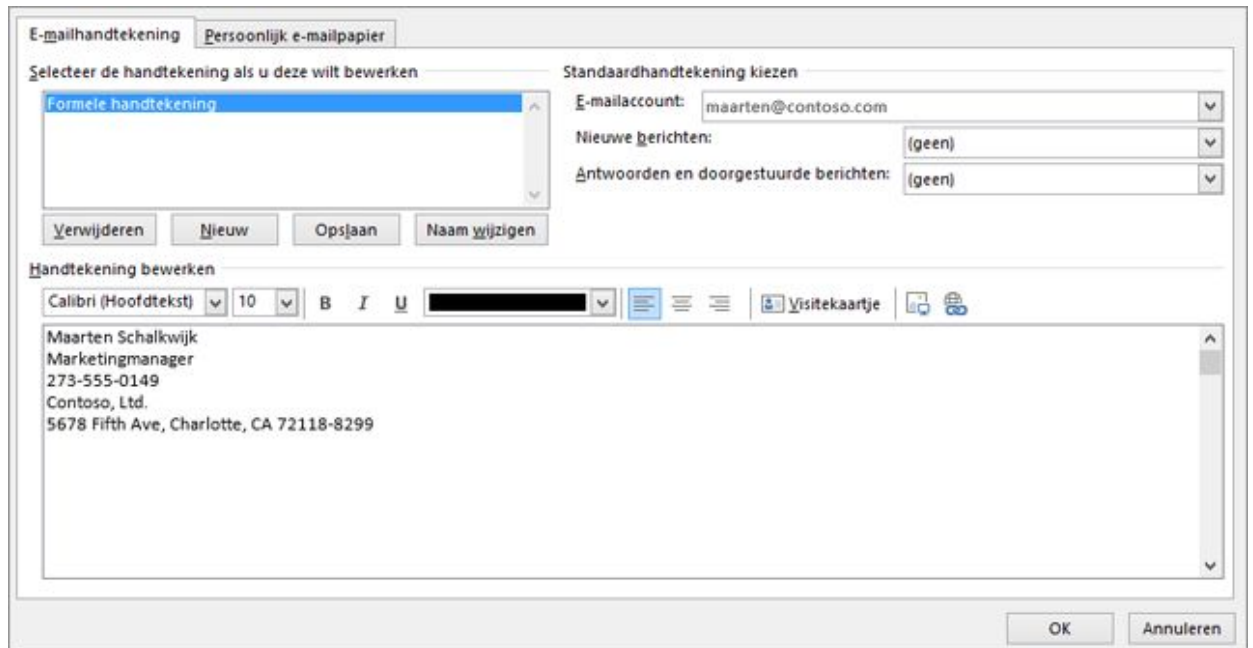 E-mailhandtekening Persoonlijk e-mailpapier
Selecteer de handtekening als u deze wilt bewerken
Formele handtekening
Verwijderen Nieuw Opslaan Naam wijzigen
Standaardhandtekening kiezen
E-mailaccount: maarten@contoso.com
Nieuwe berichten: (geen)
Antwoorden en doorgestuurde berichten: (geen)
Handtekening bewerken
Calibri (Hoofdtekst) 10 B I U Visitekaartje
Maarten Schalkwijk
Marketingmanager
273-555-0149
Contoso, Ltd.
5678 Fifth Ave, Charlotte, CA 72118-8299
OK Annuleren